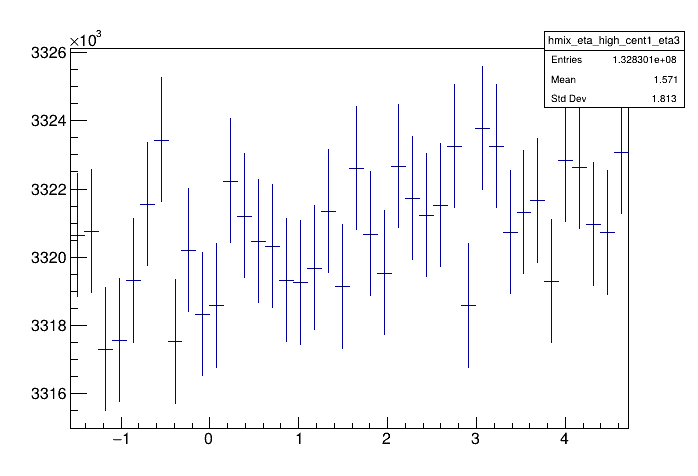 ×10³
3326
3324
3322
3320
3318
3316
−1 0 1 2 3 4
hmix_eta_high_cent1_eta3
Entries 1.328301e+08
Mean 1.571
Std Dev 1.813